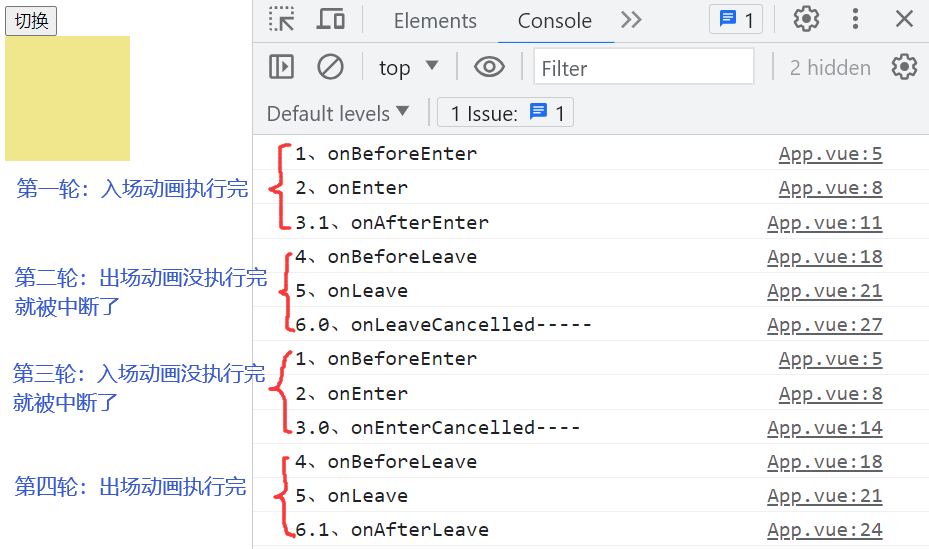 切换
Elements
Console
1
top
Filter
2 hidden
Default levels
1 Issue:
1
1、onBeforeEnter
App.vue:5
第一轮：入场动画执行完
2、onEnter
App.vue:8
3.1、onAfterEnter
App.vue:11
4、onBeforeLeave
App.vue:18
第二轮：出场动画没执行完
就被中断了
5、onLeave
App.vue:21
6.0、onLeaveCancelled-----
App.vue:27
1、onBeforeEnter
App.vue:5
第三轮：入场动画没执行完
就被中断了
2、onEnter
App.vue:8
3.0、onEnterCancelled----
App.vue:14
4、onBeforeLeave
App.vue:18
第四轮：出场动画执行完
5、onLeave
App.vue:21
6.1、onAfterLeave
App.vue:24